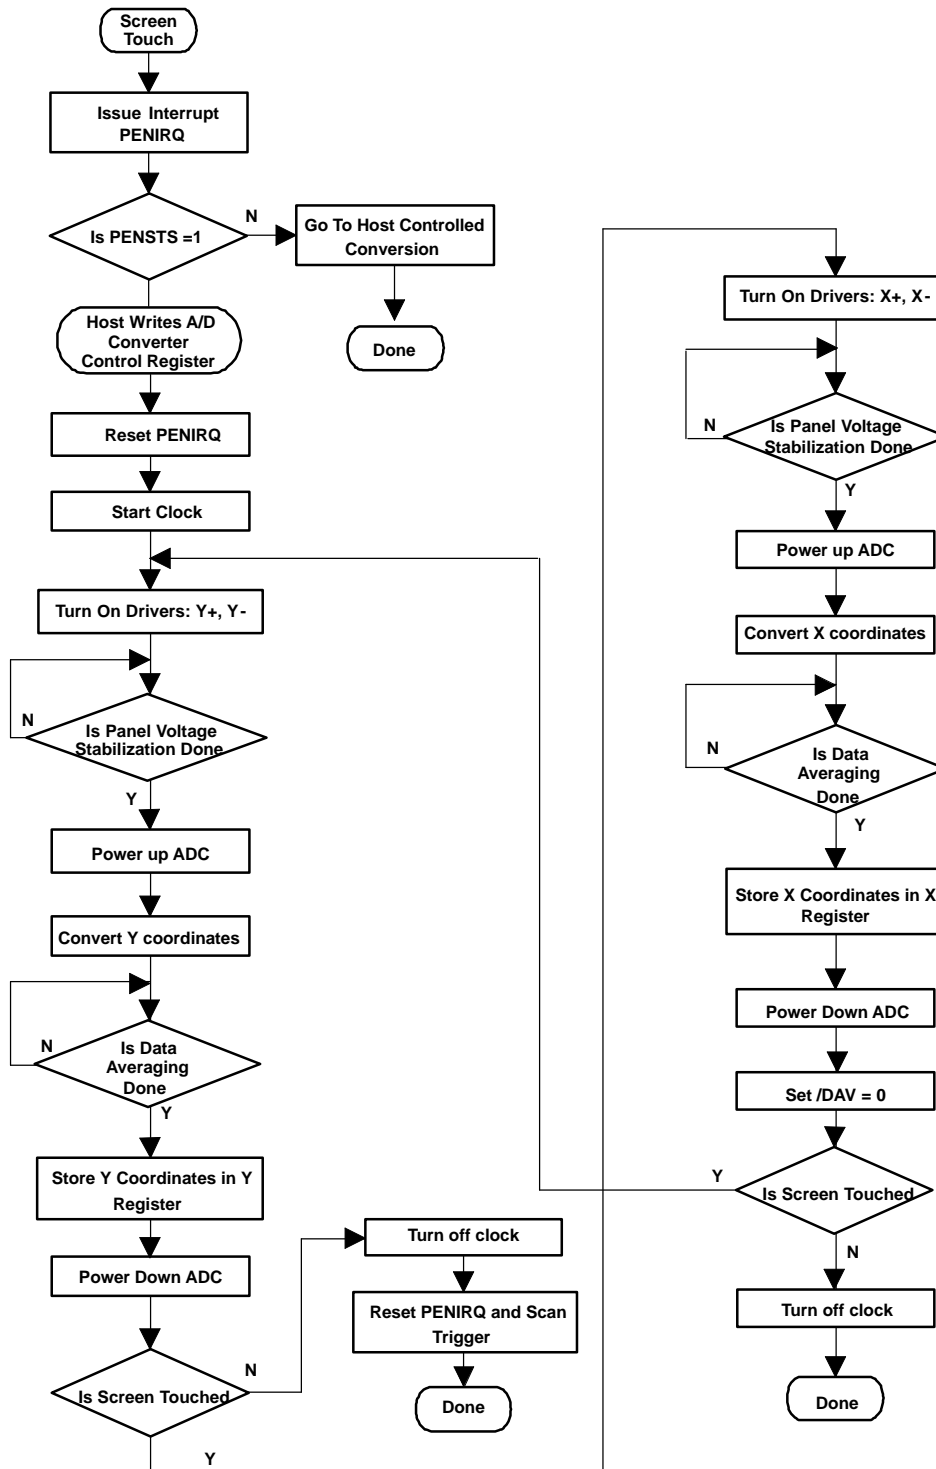 Screen
Touch
Issue Interrupt
PENIRQ
Is PENSTS =1
N
Go To Host Controlled
Conversion
Done
Host Writes A/D
Converter
Control Register
Reset PENIRQ
Start Clock
Turn On Drivers: Y+, Y-
N
Is Panel Voltage
Stabilization Done
Y
Power up ADC
Convert Y coordinates
N
Is Data
Averaging
Done
Y
Store Y Coordinates in Y
Register
Power Down ADC
Is Screen Touched
N
Y
Turn off clock
Reset PENIRQ and Scan
Trigger
Done
Turn On Drivers: X+, X-
N
Is Panel Voltage
Stabilization Done
Y
Power up ADC
Convert X coordinates
N
Is Data
Averaging
Done
Y
Store X Coordinates in X
Register
Power Down ADC
Set /DAV = 0
Y
Is Screen Touched
N
Turn off clock
Done